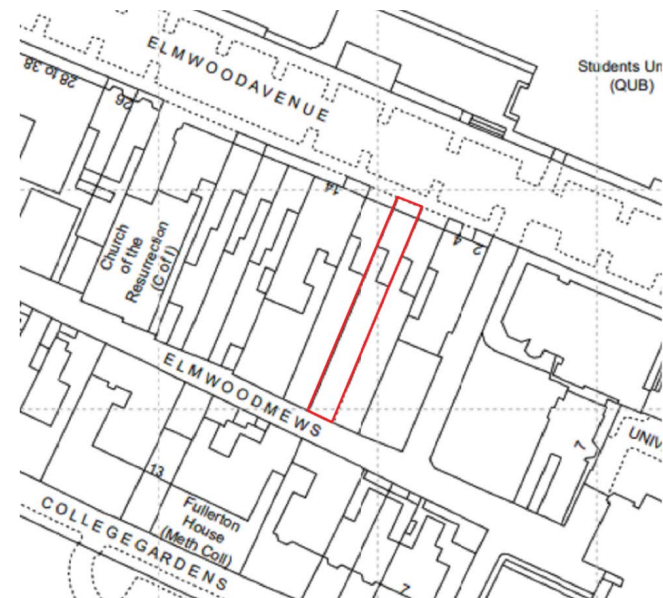 ELMWOODAVENUE
Students Un
(QUB)
28 to 38
26
14
4
2
Church
of the
Resurrection
(C of I)
ELMWOODMEWS
7
UNIV
13
Fullerton
House
(Meth Coll)
COLLEGEGARDENS
7